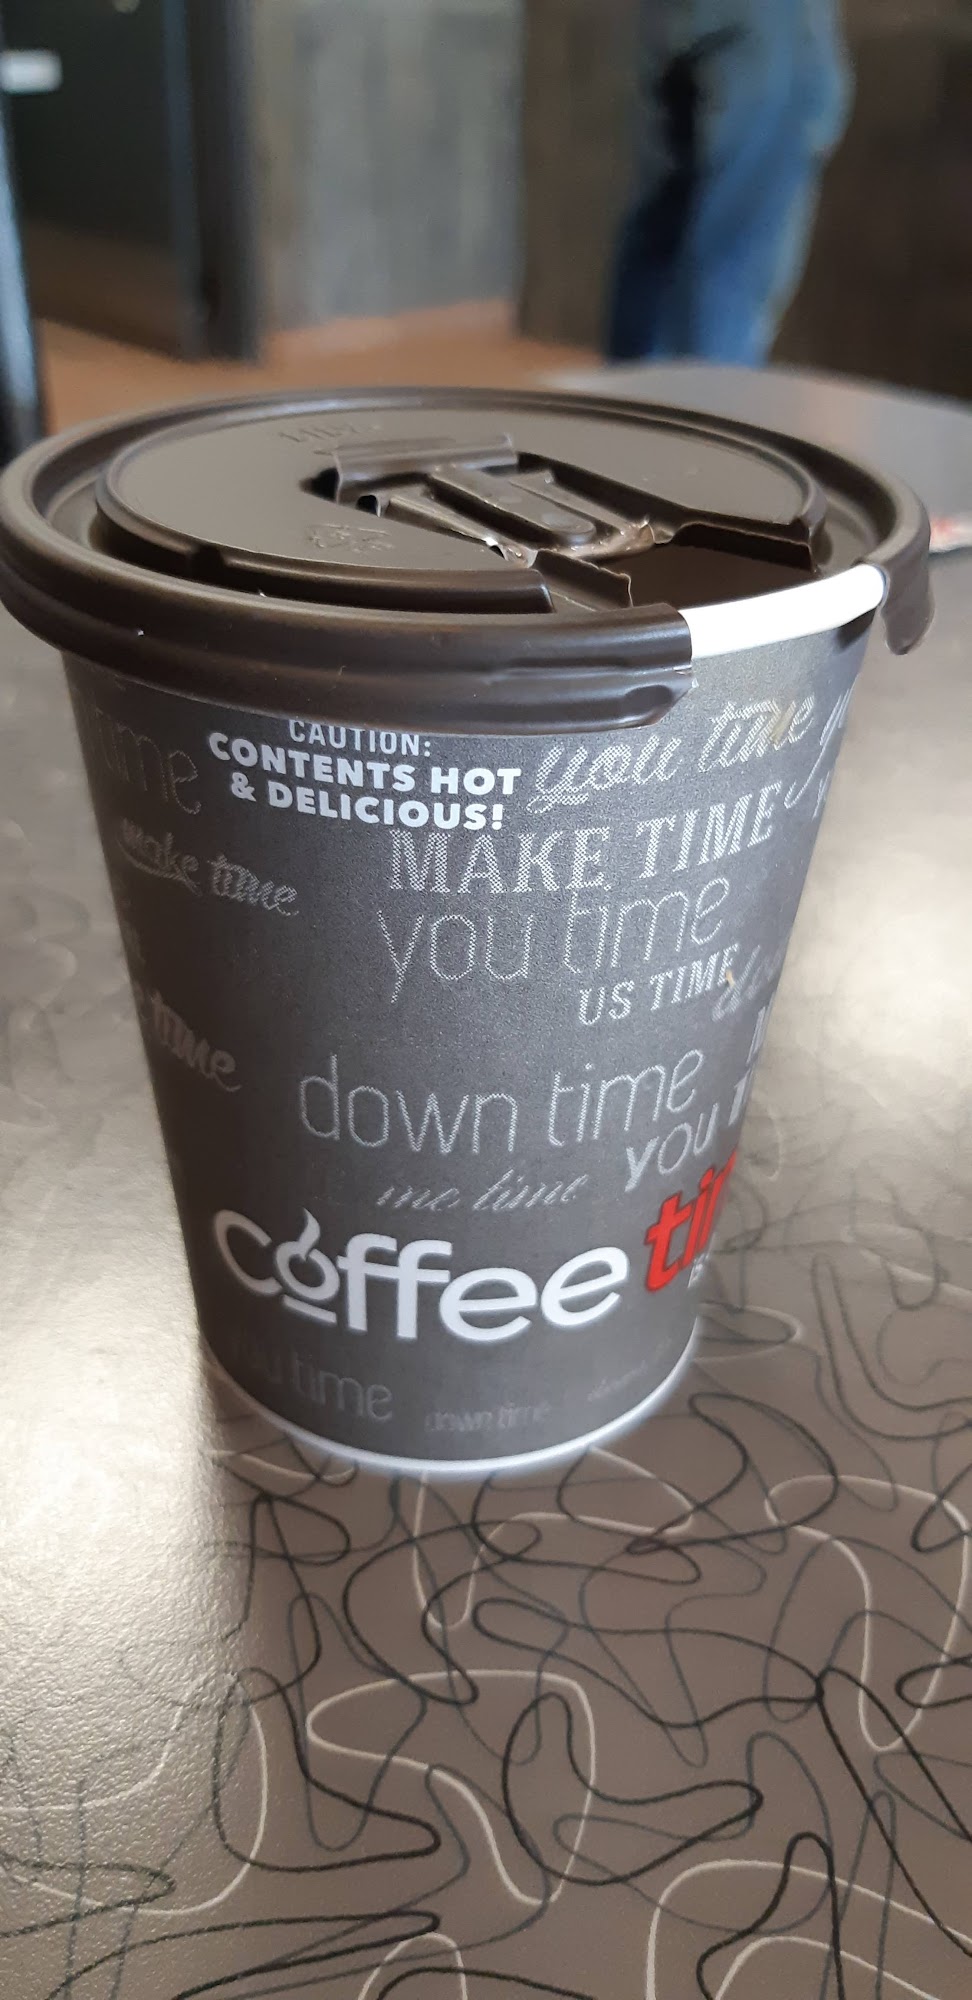 CAUTION:
CONTENTS HOT
& DELICIOUS!
you time
time
MAKE TIME
make time
you time
US TIME
time
down time
you
me time
coffee
time
down time